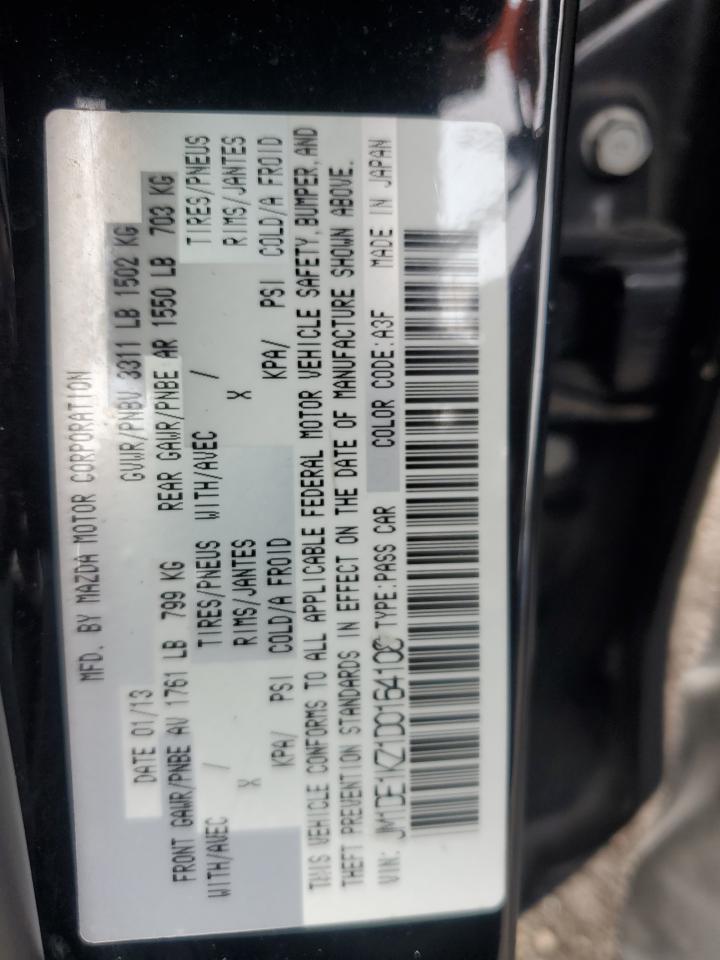 MFD. BY MAZDA MOTOR CORPORATION
DATE 01/13 GVWR/PNBV 3311 LB 1502 KG
FRONT GAWR/PNBE AV 1761 LB 799 KG REAR GAWR/PNBE AR 1550 LB 703 KG
WITH/AVEC / TIRES/PNEUS WITH/AVEC / TIRES/PNEUS
X RIMS/JANTES X RIMS/JANTES
KPA/ PSI COLD/A FROID KPA/ PSI COLD/A FROID
THIS VEHICLE CONFORMS TO ALL APPLICABLE FEDERAL MOTOR VEHICLE SAFETY, BUMPER, AND
THEFT PREVENTION STANDARDS IN EFFECT ON THE DATE OF MANUFACTURE SHOWN ABOVE.
VIN: JM1DE1KZ1D0164108 TYPE:PASS CAR COLOR CODE:A3F MADE IN JAPAN